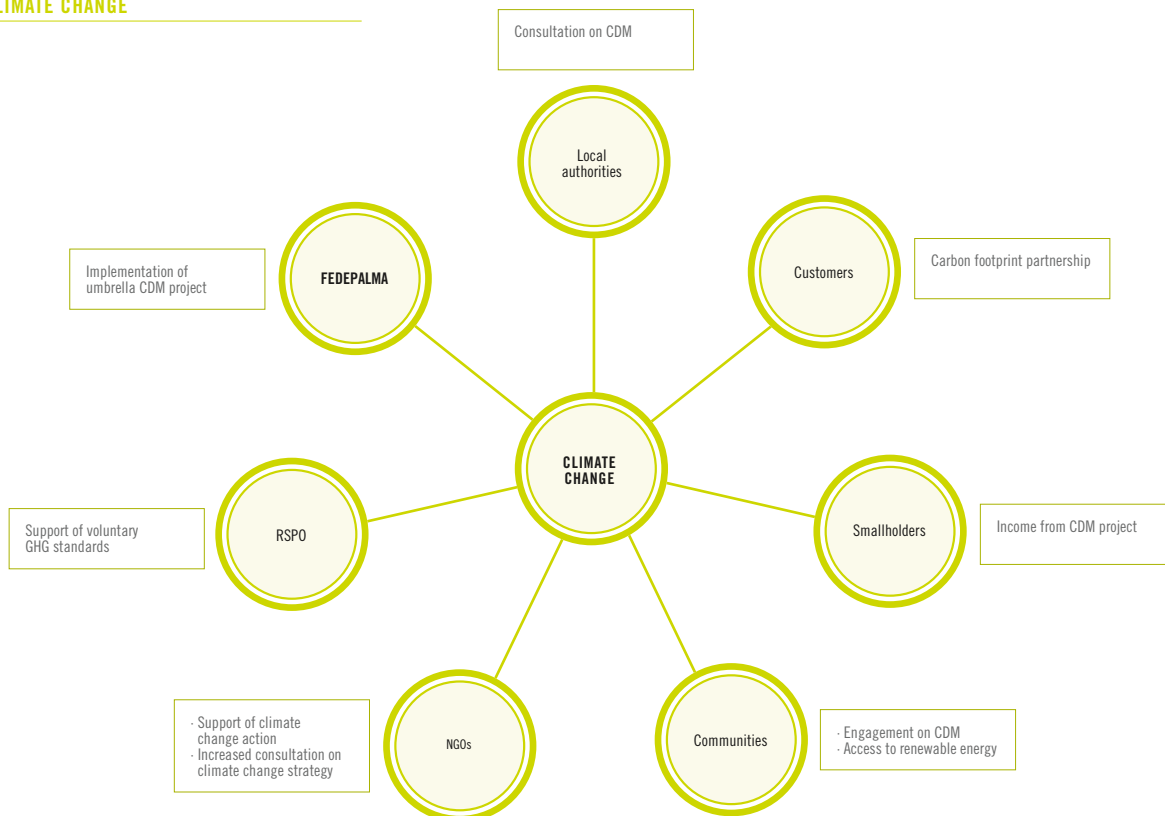 CLIMATE CHANGE
Consultation on CDM
Local
authorities
FEDEPALMA
Implementation of
umbrella CDM project
Customers
Carbon footprint partnership
CLIMATE
CHANGE
RSPO
Support of voluntary
GHG standards
Smallholders
Income from CDM project
NGOs
· Support of climate
change action
· Increased consultation on
climate change strategy
Communities
· Engagement on CDM
· Access to renewable energy